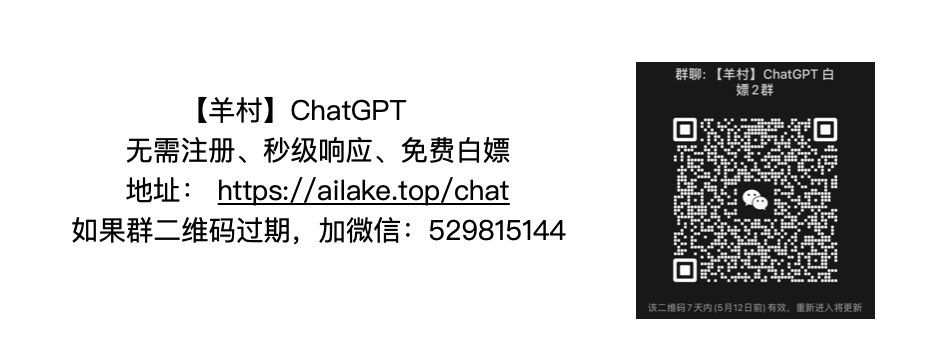 【羊村】ChatGPT
无需注册、秒级响应、免费白嫖
地址： https://ailake.top/chat
如果群二维码过期，加微信：529815144
群聊:【羊村】ChatGPT 白
嫖2群
该二维码7天内(5月12日前)有效，重新进入将更新